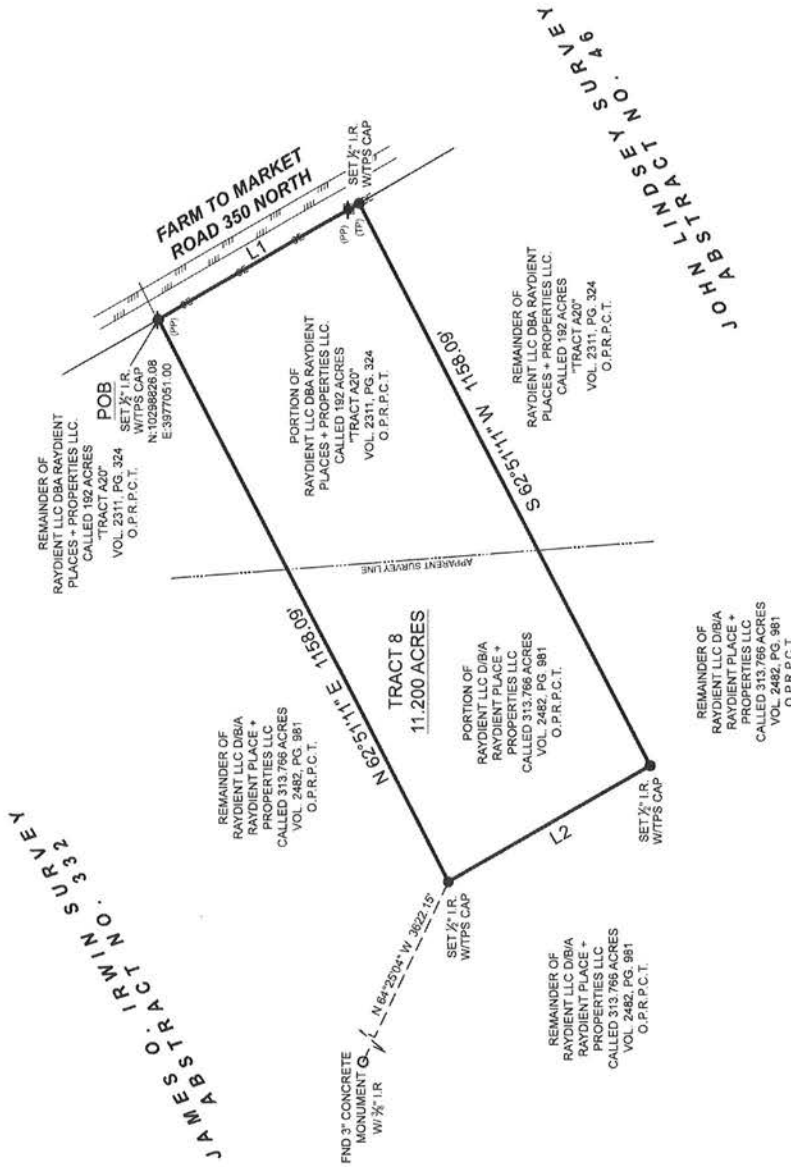 REMAINDER OF
RAYDIENT LLC DBA RAYDIENT
PLACES + PROPERTIES LLC.
CALLED 192 ACRES
"TRACT A20"
VOL. 2311, PG. 324
O.P.R.P.C.T.
POB
SET ½" I.R.
W/TPS CAP
N:10298826.08
E:3977051.00
FARM TO MARKET
ROAD 350 NORTH
L1
(PP)
(PP)
(TP)
SET ½" I.R.
W/TPS CAP
JAMES O. IRWIN SURVEY
ABSTRACT NO. 332
REMAINDER OF
RAYDIENT LLC D/B/A
RAYDIENT PLACE +
PROPERTIES LLC
CALLED 313.766 ACRES
VOL. 2482, PG. 981
O.P.R.P.C.T.
N 62°51'11" E 1158.09'
PORTION OF
RAYDIENT LLC DBA RAYDIENT
PLACES + PROPERTIES LLC.
CALLED 192 ACRES
"TRACT A20"
VOL. 2311, PG. 324
O.P.R.P.C.T.
APPARENT SURVEY LINE
TRACT 8
11.200 ACRES
PORTION OF
RAYDIENT LLC D/B/A
RAYDIENT PLACE +
PROPERTIES LLC
CALLED 313.766 ACRES
VOL. 2482, PG. 981
O.P.R.P.C.T.
S 62°51'11" W 1158.09'
REMAINDER OF
RAYDIENT LLC DBA RAYDIENT
PLACES + PROPERTIES LLC.
CALLED 192 ACRES
"TRACT A20"
VOL. 2311, PG. 324
O.P.R.P.C.T.
JOHN LINDSEY SURVEY
ABSTRACT NO. 46
FND 3" CONCRETE
MONUMENT
W/ ⅝" I.R
N 64°25'04" W 3622.15'
SET ½" I.R.
W/TPS CAP
L2
SET ½" I.R.
W/TPS CAP
REMAINDER OF
RAYDIENT LLC D/B/A
RAYDIENT PLACE +
PROPERTIES LLC
CALLED 313.766 ACRES
VOL. 2482, PG. 981
O.P.R.P.C.T.
REMAINDER OF
RAYDIENT LLC D/B/A
RAYDIENT PLACE +
PROPERTIES LLC
CALLED 313.766 ACRES
VOL. 2482, PG. 981
O.P.R.P.C.T.